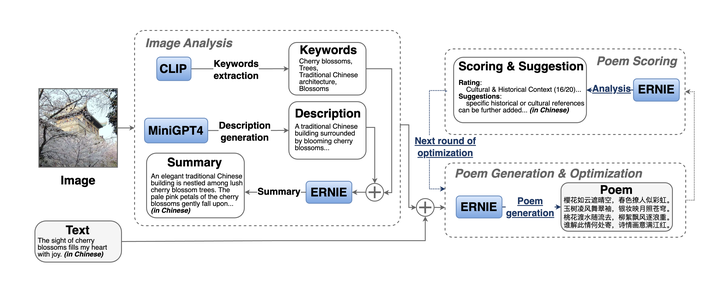 Image Analysis
CLIP
Keywords
extraction
Keywords
Cherry blossoms,
Trees,
Traditional Chinese
architecture,
Blossoms
MiniGPT4
Description
generation
Description
A traditional Chinese
building surrounded
by blooming cherry
blossoms...
Summary
An elegant traditional Chinese
building is nestled among lush
cherry blossom trees. The
pale pink petals of the cherry
blossoms gently fall upon...
(in Chinese)
Summary
ERNIE
Image
Text
The sight of cherry
blossoms fills my heart
with joy. (in Chinese)
Poem Scoring
Scoring & Suggestion
Rating:
Cultural & Historical Context (16/20)...
Suggestions:
specific historical or cultural references
can be further added... (in Chinese)
Analysis
ERNIE
Next round of
optimization
Poem Generation & Optimization
ERNIE
Poem
generation
Poem
樱花如云遮晴空，春色撩人似彩虹。
玉树凌风舞翠袖，银妆映月照苍穹。
桃花渡水随流去，柳絮飘风逐浪重。
谁解此情何处寄，诗情画意满江红。